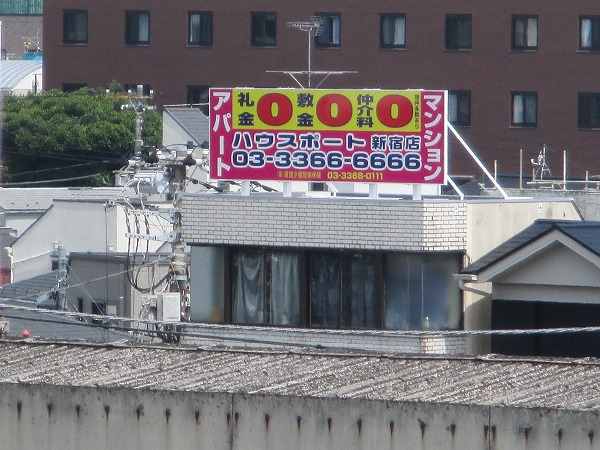 アパート
礼金0 敷金0 仲介料0
ハウスポート新宿店
03-3366-6666
03-3368-0111
マンション